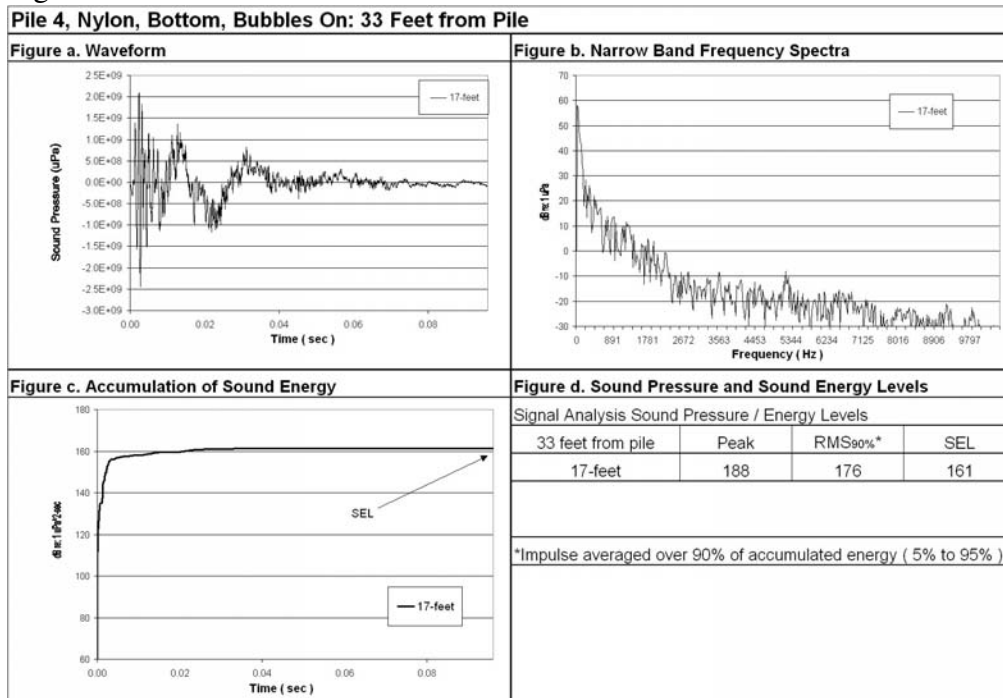 Pile 4, Nylon, Bottom, Bubbles On: 33 Feet from Pile
Figure a. Waveform
Sound Pressure (uPa)
2.5E+09
2.0E+09
1.5E+09
1.0E+09
5.0E+08
0.0E+00
-5.0E+08
-1.0E+09
-1.5E+09
-2.0E+09
-2.5E+09
-3.0E+09
17-feet
0.00 0.02 0.04 0.06 0.08
Time ( sec )
Figure b. Narrow Band Frequency Spectra
dB re: 1 uPa
70
60
50
40
30
20
10
0
-10
-20
-30
17-feet
0 891 1781 2672 3563 4453 5344 6234 7125 8016 8906 9797
Frequency ( Hz )
Figure c. Accumulation of Sound Energy
180
160
140
120
100
80
60
SEL
17-feet
0.00 0.02 0.04 0.06 0.08
Time ( sec )
Figure d. Sound Pressure and Sound Energy Levels
Signal Analysis Sound Pressure / Energy Levels
33 feet from pile Peak RMS90%* SEL
17-feet 188 176 161
*Impulse averaged over 90% of accumulated energy ( 5% to 95% )